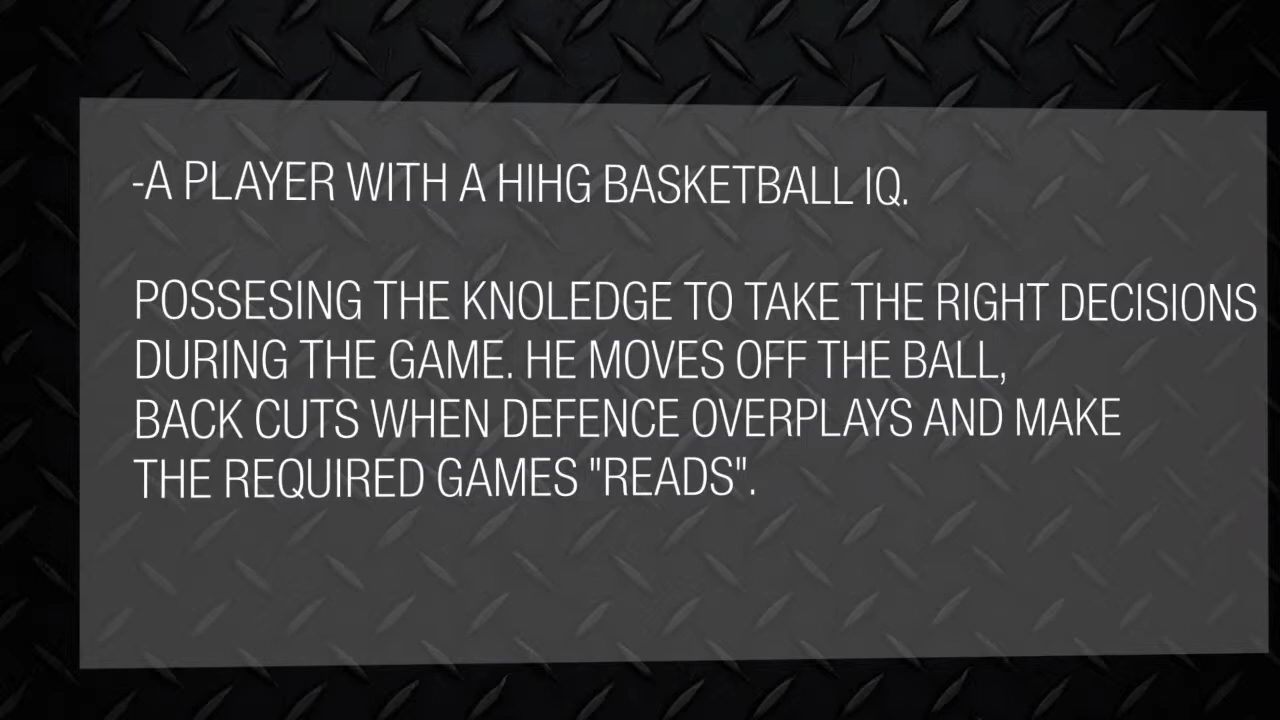 -A PLAYER WITH A HIHG BASKETBALL IQ.
POSSESING THE KNOLEDGE TO TAKE THE RIGHT DECISIONS
DURING THE GAME. HE MOVES OFF THE BALL,
BACK CUTS WHEN DEFENCE OVERPLAYS AND MAKE
THE REQUIRED GAMES "READS".